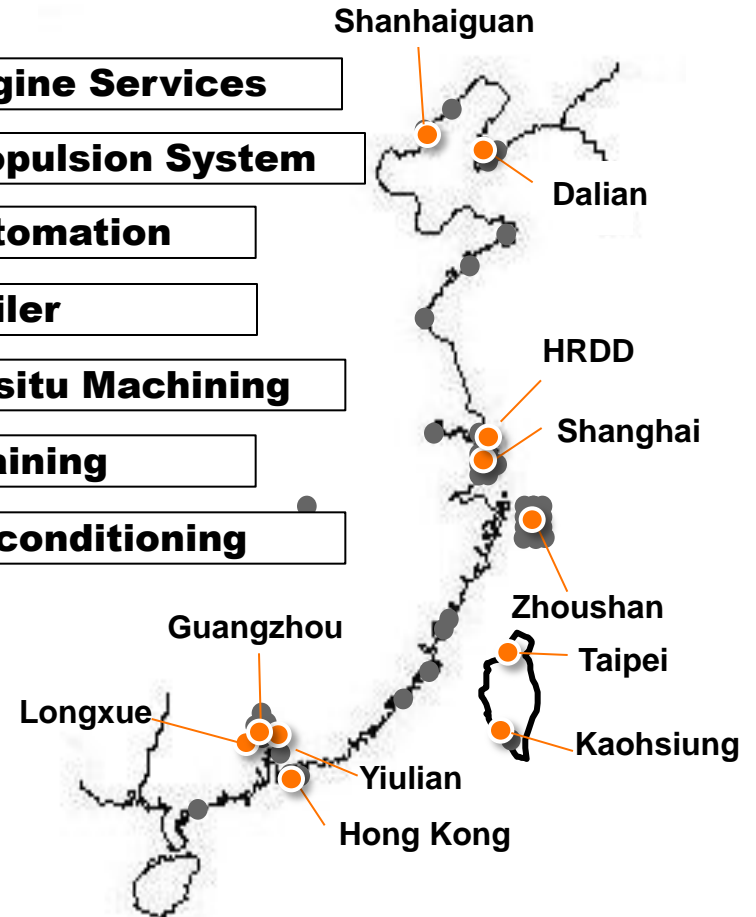 Shanhaiguan
gine Services
opulsion System
Dalian
tomation
iler
HRDD
situ Machining
Shanghai
ining
conditioning
Zhoushan
Guangzhou
Taipei
Longxue
Kaohsiung
Yiulian
Hong Kong